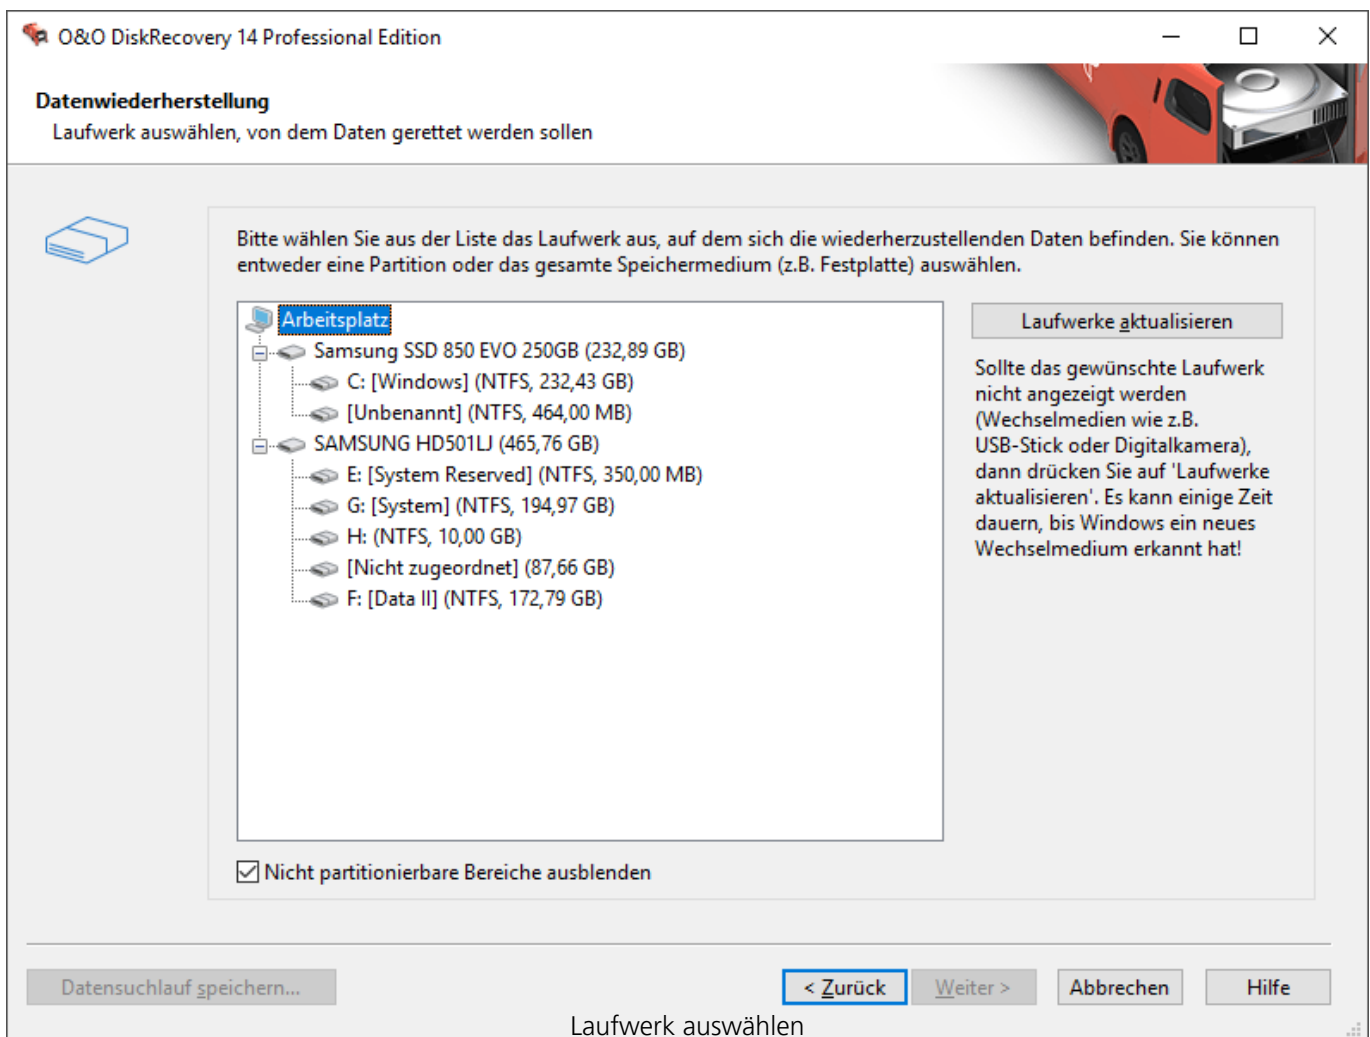 O&O DiskRecovery 14 Professional Edition
Datenwiederherstellung
Laufwerk auswählen, von dem Daten gerettet werden sollen
Bitte wählen Sie aus der Liste das Laufwerk aus, auf dem sich die wiederherzustellenden Daten befinden. Sie können
entweder eine Partition oder das gesamte Speichermedium (z.B. Festplatte) auswählen.
Arbeitsplatz
Samsung SSD 850 EVO 250GB (232,89 GB)
C: [Windows] (NTFS, 232,43 GB)
[Unbenannt] (NTFS, 464,00 MB)
SAMSUNG HD501LJ (465,76 GB)
E: [System Reserved] (NTFS, 350,00 MB)
G: [System] (NTFS, 194,97 GB)
H: (NTFS, 10,00 GB)
[Nicht zugeordnet] (87,66 GB)
F: [Data II] (NTFS, 172,79 GB)
Laufwerke aktualisieren
Sollte das gewünschte Laufwerk
nicht angezeigt werden
(Wechselmedien wie z.B.
USB-Stick oder Digitalkamera),
dann drücken Sie auf 'Laufwerke
aktualisieren'. Es kann einige Zeit
dauern, bis Windows ein neues
Wechselmedium erkannt hat!
Nicht partitionierbare Bereiche ausblenden
Datensuchlauf speichern...
< Zurück
Weiter >
Abbrechen
Hilfe
Laufwerk auswählen